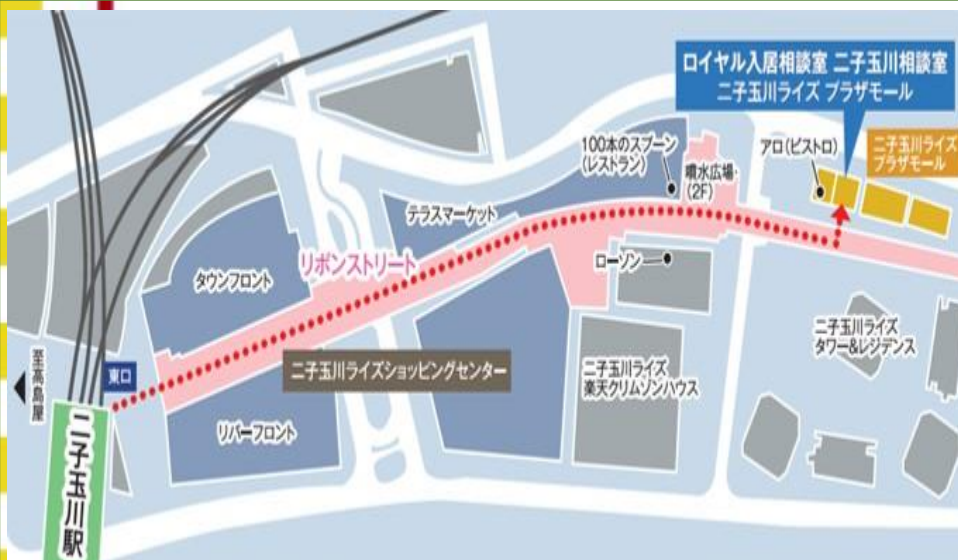 ロイヤル入居相談室 二子玉川相談室
二子玉川ライズ プラザモール
100本のスプーン
(レストラン)
噴水広場・
(2F)
アロ(ビストロ)
二子玉川ライズ
プラザモール
テラスマーケット
リボンストリート
タウンフロント
ローソン
二子玉川ライズ
タワー&レジデンス
二子玉川ライズショッピングセンター
二子玉川ライズ
楽天クリムゾンハウス
東口
至高島屋
リバーフロント
二子玉川駅